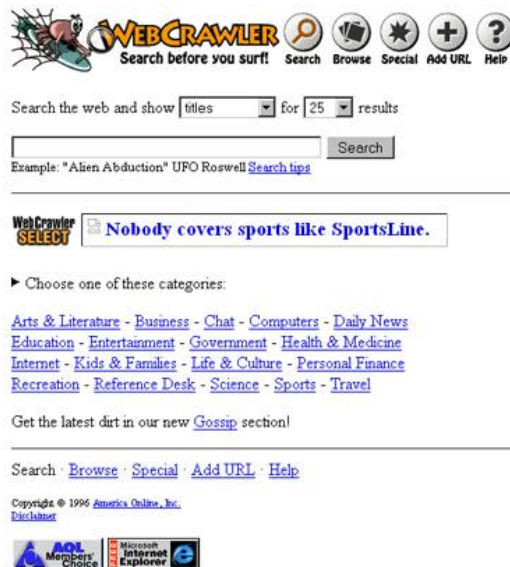 WEBCRAWLER
Search before you surf!
Search Browse Special Add URL Help
Search the web and show titles for 25 results
Search
Example: "Alien Abduction" UFO Roswell Search tips
WebCrawler
SELECT
Nobody covers sports like SportsLine.
Choose one of these categories:
Arts & Literature - Business - Chat - Computers - Daily News
Education - Entertainment - Government - Health & Medicine
Internet - Kids & Families - Life & Culture - Personal Finance
Recreation - Reference Desk - Science - Sports - Travel
Get the latest dirt in our new Gossip section!
Search · Browse · Special · Add URL · Help
Copyright © 1996 America Online, Inc.
Disclaimer
AOL
Members'
Choice
FREE
Microsoft
Internet
Explorer